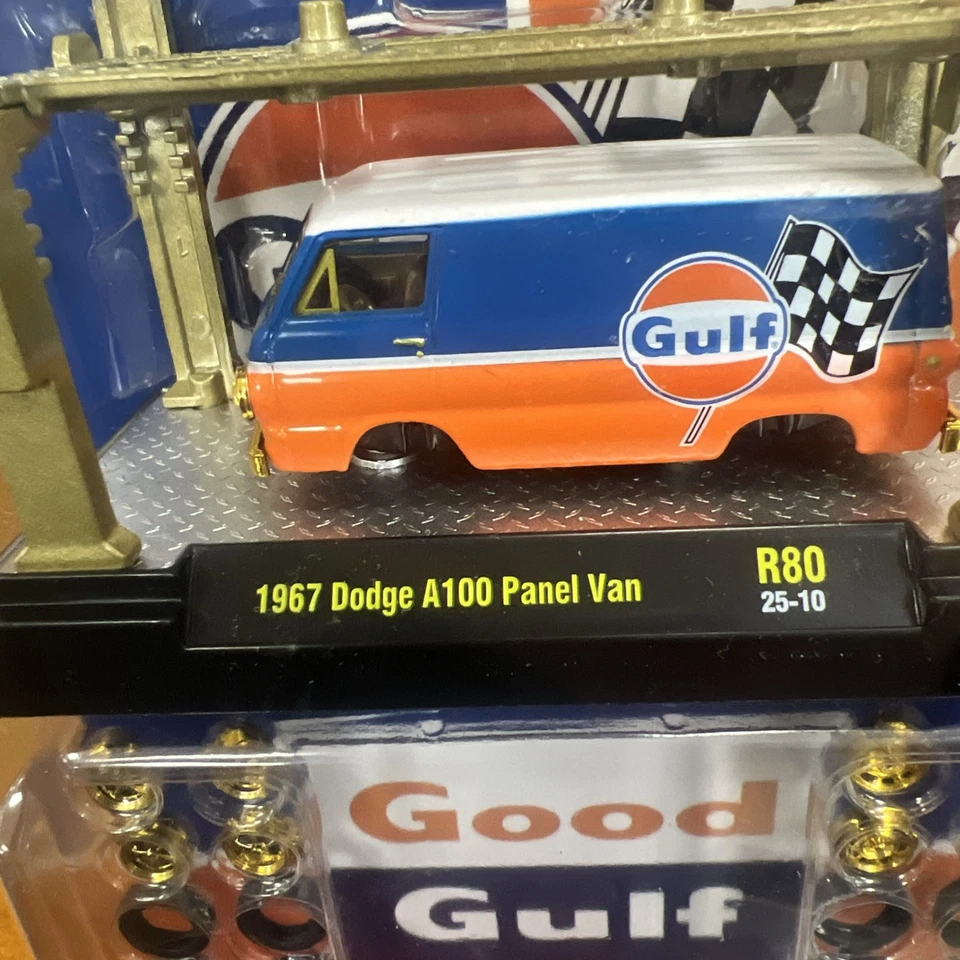 Gulf
1967 Dodge A100 Panel Van
R80
25-10
Good
Gulf